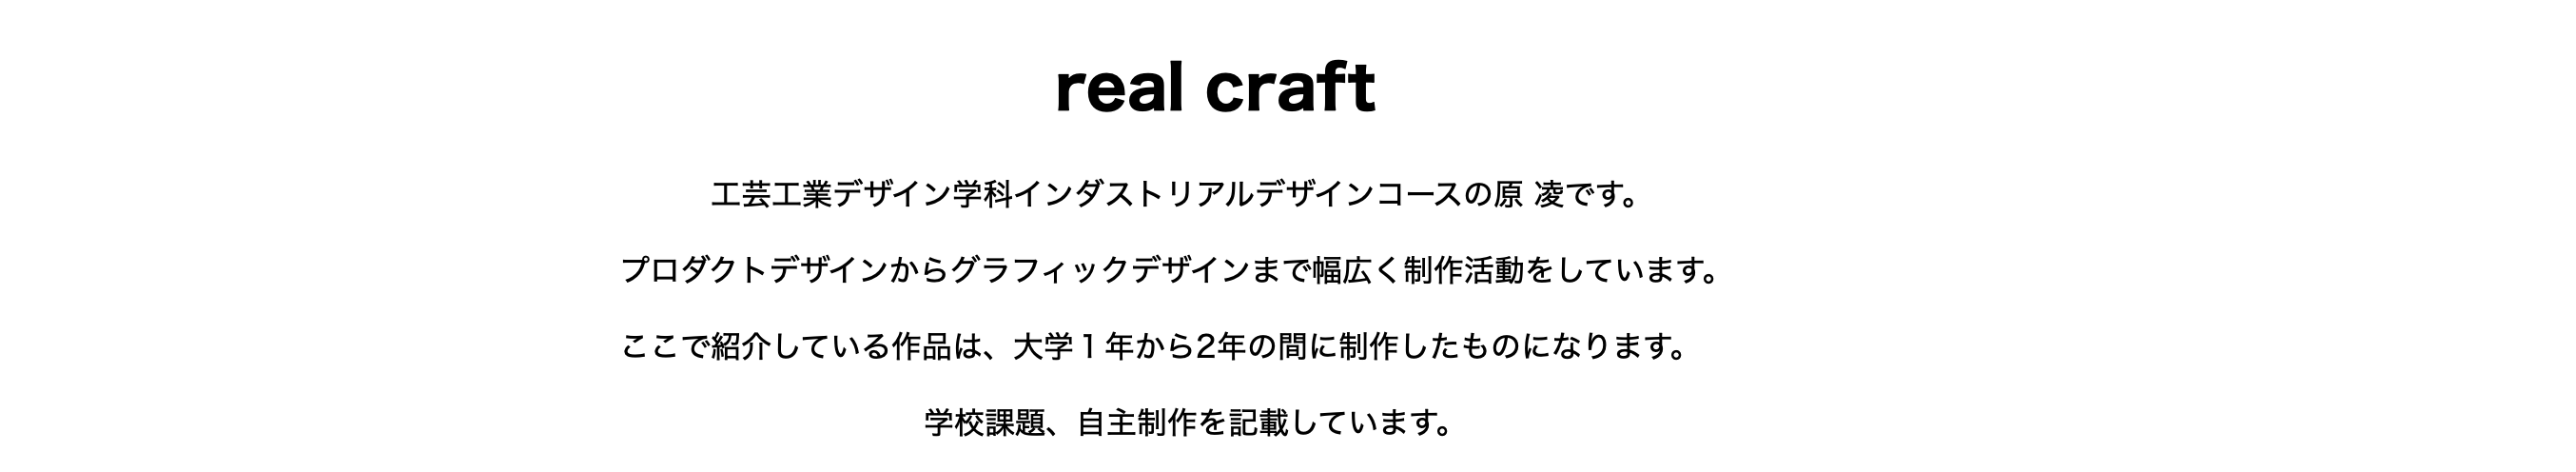 real craft
工芸工業デザイン学科インダストリアルデザインコースの原 凌です。
プロダクトデザインからグラフィックデザインまで幅広く制作活動をしています。
ここで紹介している作品は、大学１年から2年の間に制作したものになります。
学校課題、自主制作を記載しています。